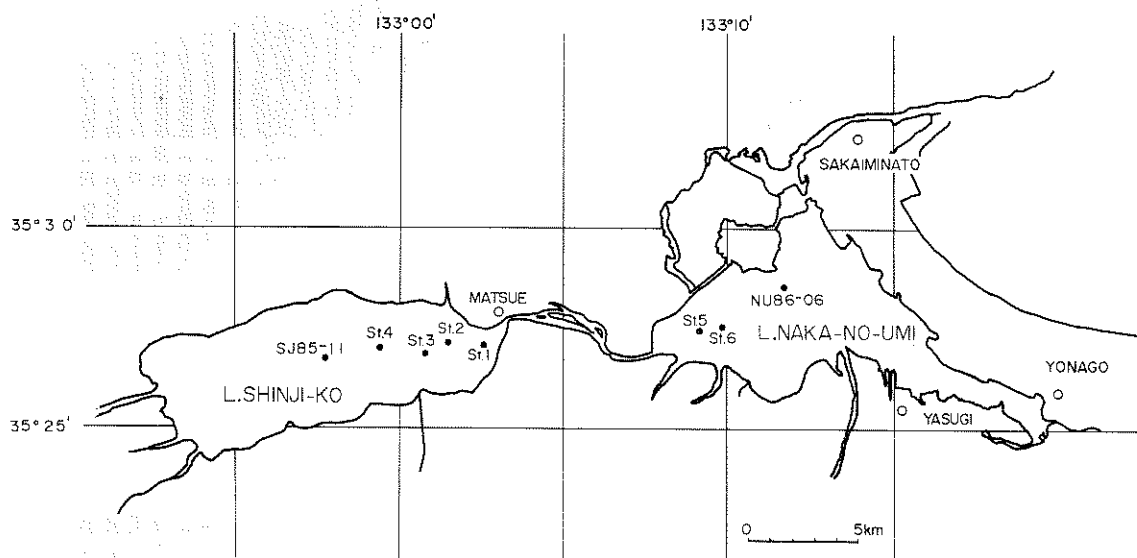 133°00'
133°10'
SAKAIMINATO
35°30'
NU86-06
MATSUE
St.2
St.4
St.3
St.1
SJ85-11
St.5
St.6
L.NAKA-NO-UMI
L.SHINJI-KO
YONAGO
YASUGI
35°25'
0
5km